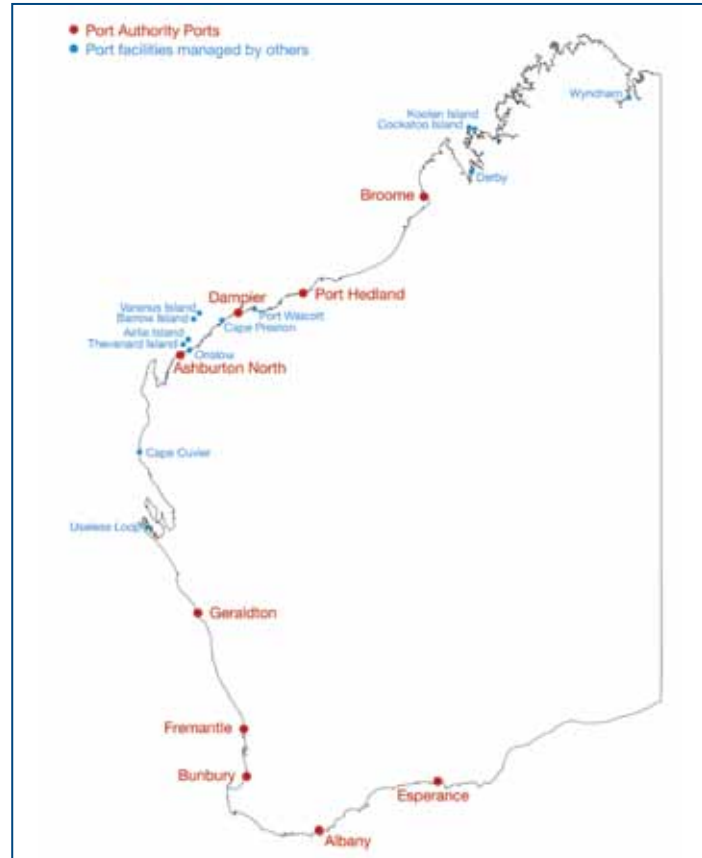 Port Authority Ports
Port facilities managed by others
Wyndham
Koolan Island
Cockatoo Island
Derby
Broome
Port Hedland
Dampier
Varanus Island
Barrow Island
Port Walcott
Cape Preston
Airlie Island
Thevenard Island
Onslow
Ashburton North
Cape Cuvier
Useless Loop
Geraldton
Fremantle
Bunbury
Esperance
Albany